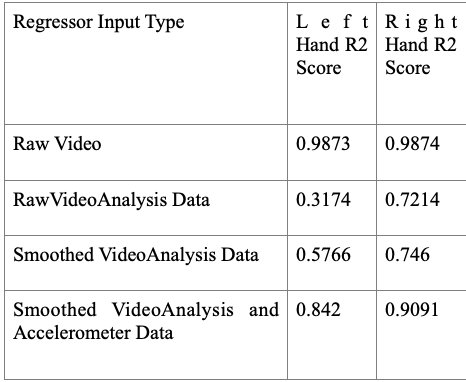 Regressor Input Type
Left
Hand R2
Score
Right
Hand R2
Score
Raw Video
0.9873
0.9874
RawVideoAnalysis Data
0.3174
0.7214
Smoothed VideoAnalysis Data
0.5766
0.746
Smoothed VideoAnalysis and
Accelerometer Data
0.842
0.9091